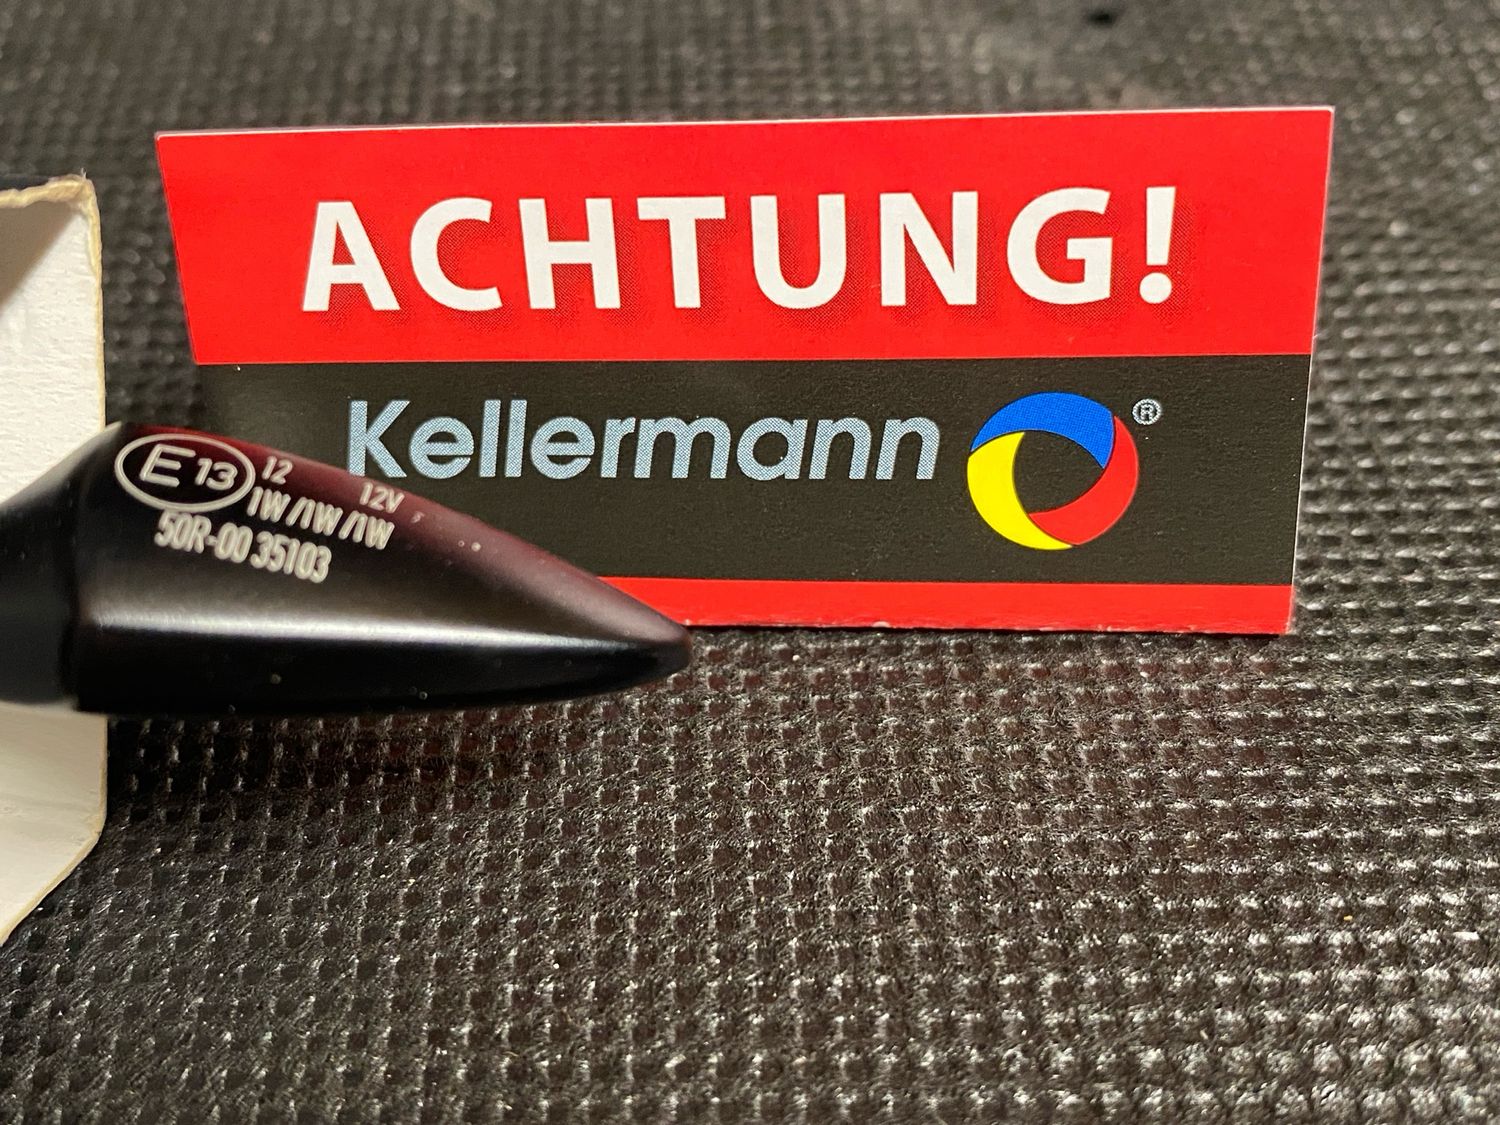 ACHTUNG!
Kellermann ®
E13 12 12V
1W/1W/1W
50R-00 35103